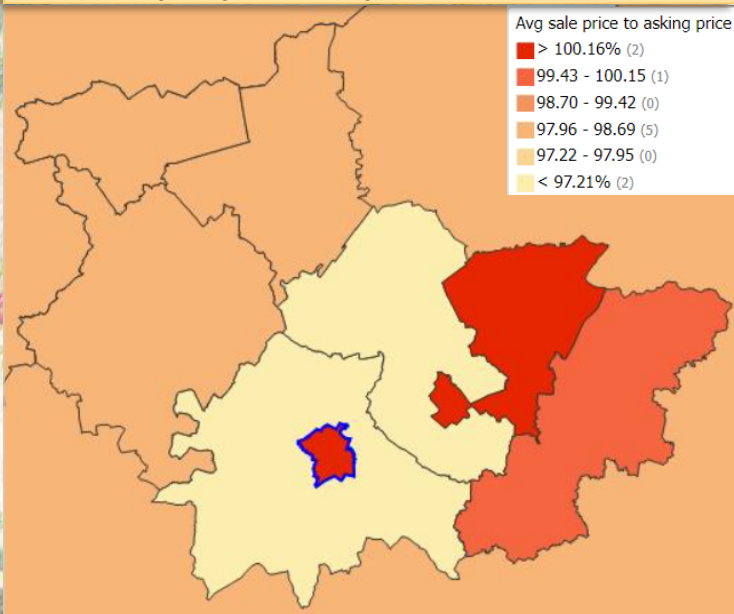 Avg sale price to asking price
> 100.16% (2)
99.43 - 100.15 (1)
98.70 - 99.42 (0)
97.96 - 98.69 (5)
97.22 - 97.95 (0)
< 97.21% (2)